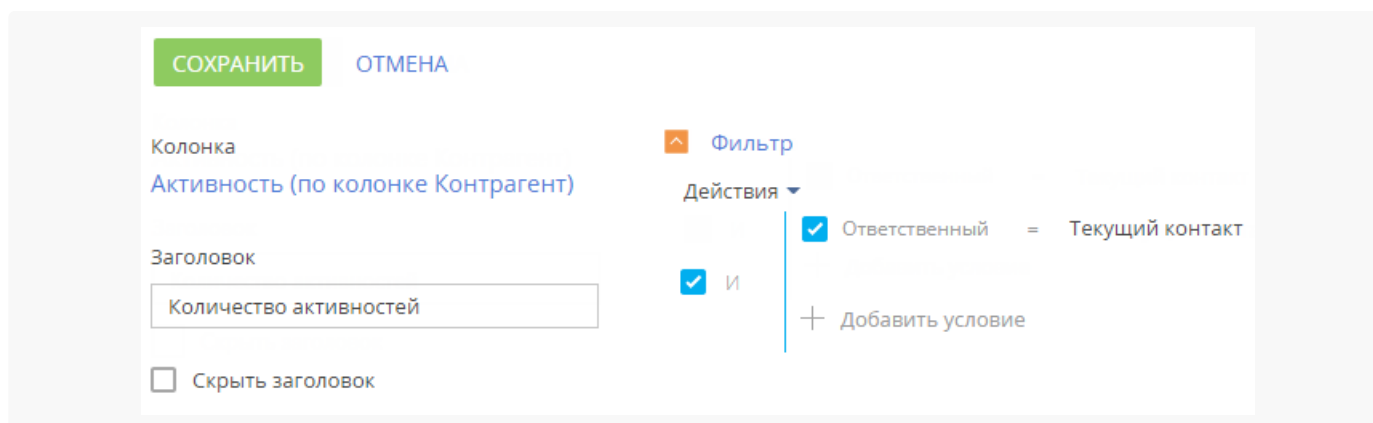 СОХРАНИТЬ ОТМЕНА
Колонка
Активность (по колонке Контрагент)
Заголовок
Количество активностей
Скрыть заголовок
Фильтр
Действия
Ответственный = Текущий контакт
И
Добавить условие